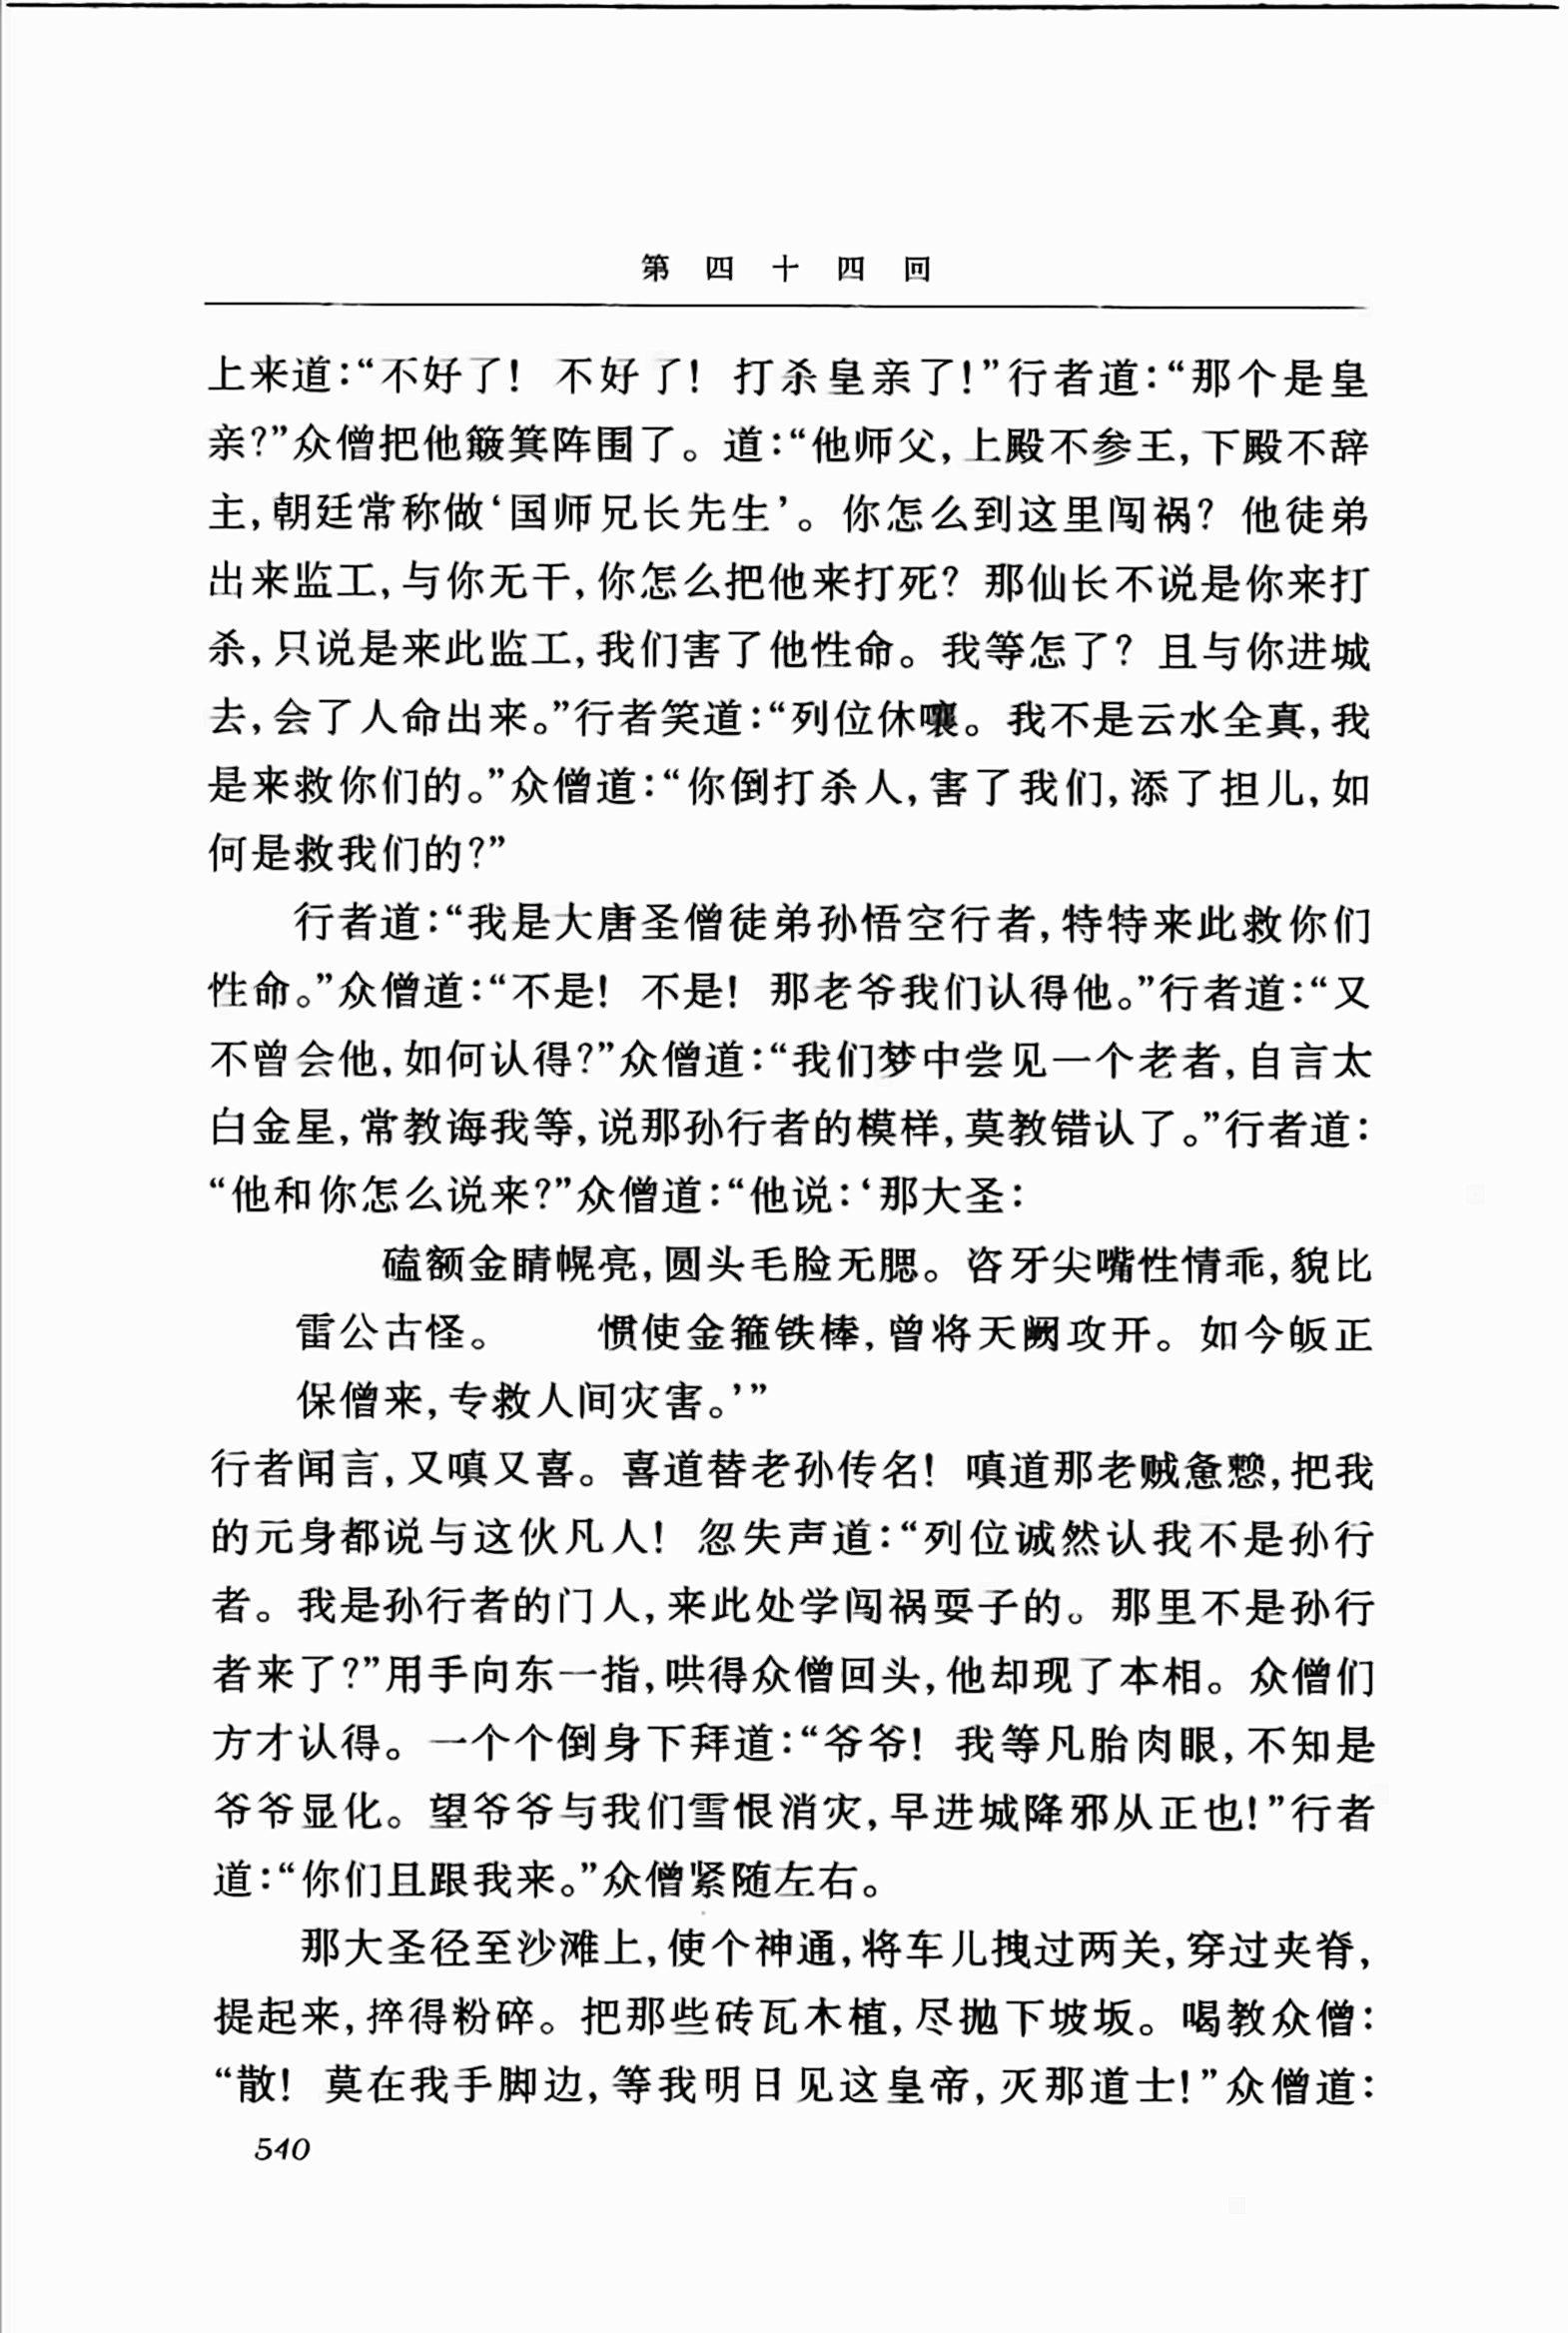 第四十四回
上来道：“不好了！不好了！打杀皇亲了！”行者道：“那个是皇
亲？”众僧把他簸箕阵围了。道：“他师父，上殿不参王，下殿不辞
主，朝廷常称做‘国师兄长先生’。你怎么到这里闯祸？他徒弟
出来监工，与你无干，你怎么把他来打死？那仙长不说是你来打
杀，只说是来此监工，我们害了他性命。我等怎了？且与你进城
去，会了人命出来。”行者笑道：“列位休嚷。我不是云水全真，我
是来救你们的。”众僧道：“你倒打杀人，害了我们，添了担儿，如
何是救我们的？”
行者道：“我是大唐圣僧徒弟孙悟空行者，特特来此救你们
性命。”众僧道：“不是！不是！那老爷我们认得他。”行者道：“又
不曾会他，如何认得？”众僧道：“我们梦中尝见一个老者，自言太
白金星，常教诲我等，说那孙行者的模样，莫教错认了。”行者道：
“他和你怎么说来？”众僧道：“他说：‘那大圣：
磕额金睛幌亮，圆头毛脸无腮。咨牙尖嘴性情乖，貌比
雷公古怪。　　惯使金箍铁棒，曾将天阙攻开。如今皈正
保僧来，专救人间灾害。’”
行者闻言，又嗔又喜。喜道替老孙传名！嗔道那老贼惫懒，把我
的元身都说与这伙凡人！忽失声道：“列位诚然认我不是孙行
者。我是孙行者的门人，来此处学闯祸耍子的。那里不是孙行
者来了？”用手向东一指，哄得众僧回头，他却现了本相。众僧们
方才认得。一个个倒身下拜道：“爷爷！我等凡胎肉眼，不知是
爷爷显化。望爷爷与我们雪恨消灾，早进城降邪从正也！”行者
道：“你们且跟我来。”众僧紧随左右。
那大圣径至沙滩上，使个神通，将车儿拽过两关，穿过夹脊，
提起来，捽得粉碎。把那些砖瓦木植，尽抛下坡坂。喝教众僧：
“散！莫在我手脚边，等我明日见这皇帝，灭那道士！”众僧道：
540